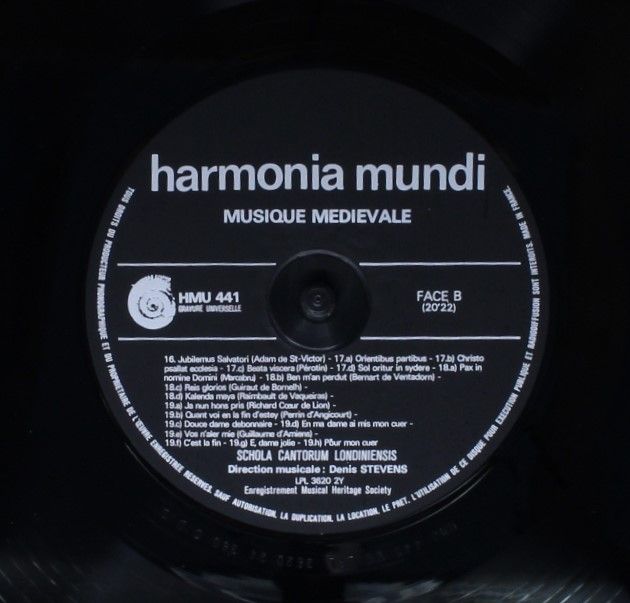 harmonia mundi
MUSIQUE MEDIEVALE
HMU 441
GRAVURE UNIVERSELLE
FACE B
(20'22)
16. Jubilemus Salvatori (Adam de St-Victor) - 17.a) Orientibus partibus - 17.b) Christo
psallat ecclesia - 17.c) Beata viscera (Pérotin) - 17.d) Sol oritur in sydere - 18.a) Pax in
nomine Domini (Marcabru) - 18.b) Ben m'an perdut (Bernart de Ventadorn) -
18.c) Reis glorios (Guiraut de Bornelh) -
18.d) Kalenda maya (Raimbault de Vaqueiras) -
19.a) Ja nun hons pris (Richard Cœur de Lion) -
19.b) Quant voi en la fin d'estey (Perrin d'Angicourt) -
19.c) Douce dame debonnaire - 19.d) En ma dame ai mis mon cuer -
19.e) Vos n'aler mie (Guillaume d'Amiens) -
19.f) C'est la fin - 19.g) E, dame jolie - 19.h) Pour mon cuer
SCHOLA CANTORUM LONDINIENSIS
Direction musicale : Denis STEVENS
LPL 3620 2Y
Enregistrement Musical Heritage Society
TOUS DROITS DU PRODUCTEUR PHONOGRAPHIQUE ET DU PROPRIETAIRE DE L'ŒUVRE ENREGISTREE RESERVES. SAUF AUTORISATION, LA DUPLICATION, LA LOCATION, LE PRET, L'UTILISATION DE CE DISQUE POUR EXECUTION PUBLIQUE ET RADIODIFFUSION SONT INTERDITS. MADE IN FRANCE.